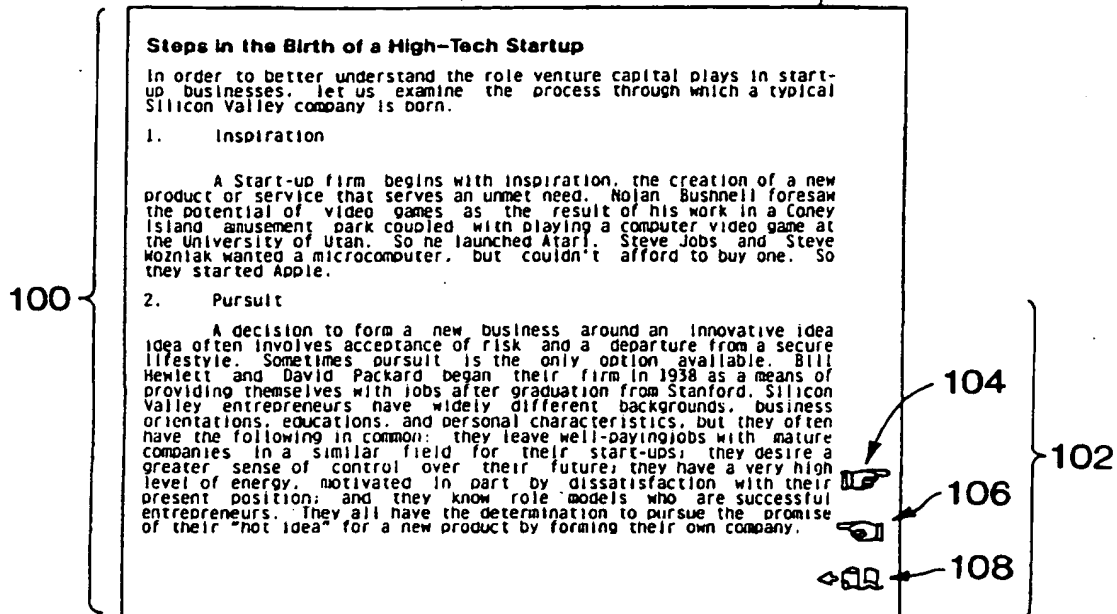 Steps in the Birth of a High-Tech Startup
In order to better understand the role venture capital plays in start-
up businesses, let us examine the process through which a typical
Silicon Valley company is born.
1. Inspiration
A Start-up firm begins with inspiration, the creation of a new
product or service that serves an unmet need. Nolan Bushnell foresaw
the potential of video games as the result of his work in a Coney
Island amusement park coupled with playing a computer video game at
the University of Utah. So he launched Atari. Steve Jobs and Steve
Wozniak wanted a microcomputer, but couldn't afford to buy one. So
they started Apple.
2. Pursuit
A decision to form a new business around an innovative idea
idea often involves acceptance of risk and a departure from a secure
lifestyle. Sometimes pursuit is the only option available. Bill
Hewlett and David Packard began their firm in 1938 as a means of
providing themselves with jobs after graduation from Stanford. Silicon
Valley entrepreneurs have widely different backgrounds, business
orientations, educations, and personal characteristics, but they often
have the following in common: they leave well-payingjobs with mature
companies in a similar field for their start-ups; they desire a
greater sense of control over their future; they have a very high
level of energy, motivated in part by dissatisfaction with their
present position; and they know role models who are successful
entrepreneurs. They all have the determination to pursue the promise
of their "hot idea" for a new product by forming their own company.
100
104
102
106
108